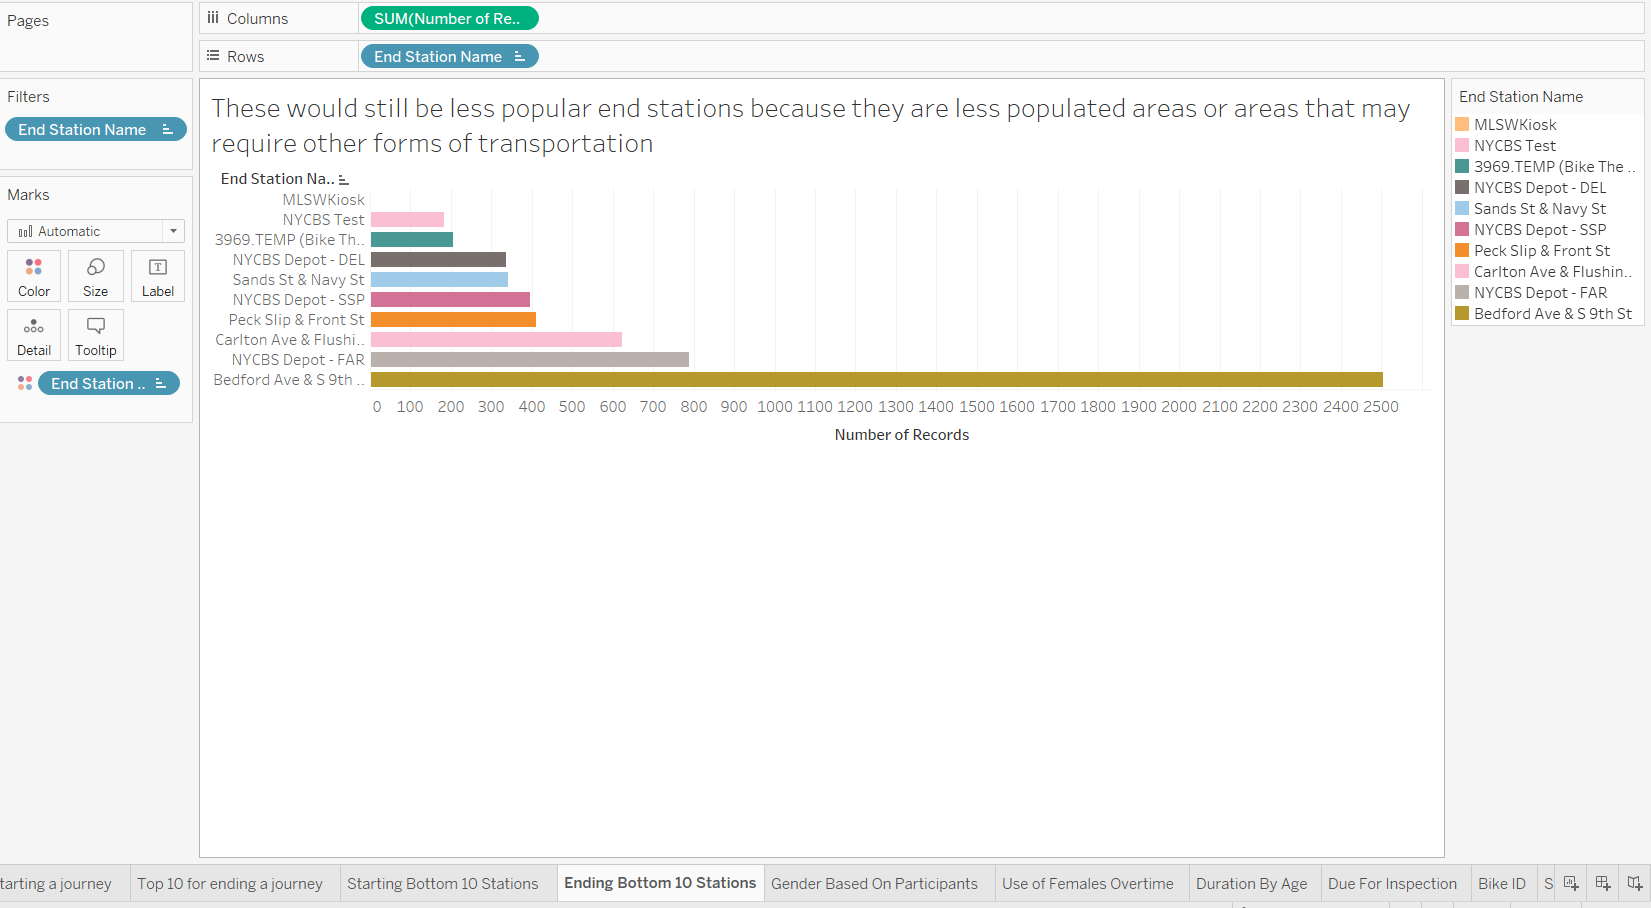 Pages
Columns
SUM(Number of Re..
Rows
End Station Name
Filters
End Station Name
Marks
Automatic
Color
Size
Label
Detail
Tooltip
End Station ..
These would still be less popular end stations because they are less populated areas or areas that may
require other forms of transportation
End Station Na..
MLSWKiosk
NYCBS Test
3969.TEMP (Bike Th..
NYCBS Depot - DEL
Sands St & Navy St
NYCBS Depot - SSP
Peck Slip & Front St
Carlton Ave & Flushi..
NYCBS Depot - FAR
Bedford Ave & S 9th ..
0 100 200 300 400 500 600 700 800 900 1000 1100 1200 1300 1400 1500 1600 1700 1800 1900 2000 2100 2200 2300 2400 2500
Number of Records
End Station Name
MLSWKiosk
NYCBS Test
3969.TEMP (Bike The ..
NYCBS Depot - DEL
Sands St & Navy St
NYCBS Depot - SSP
Peck Slip & Front St
Carlton Ave & Flushin..
NYCBS Depot - FAR
Bedford Ave & S 9th St
tarting a journey Top 10 for ending a journey Starting Bottom 10 Stations Ending Bottom 10 Stations Gender Based On Participants Use of Females Overtime Duration By Age Due For Inspection Bike ID S